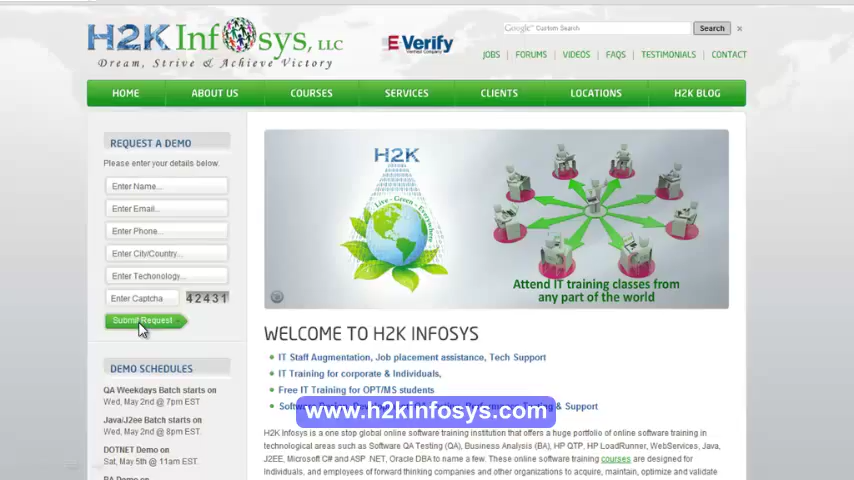 H2K Infosys, LLC
Dream, Strive & Achieve Victory
E-Verify
Google™ Custom Search
Search
×
JOBS | FORUMS | VIDEOS | FAQS | TESTIMONIALS | CONTACT
HOME ABOUT US COURSES SERVICES CLIENTS LOCATIONS H2K BLOG
REQUEST A DEMO
Please enter your details below.
Enter Name...
Enter Email...
Enter Phone...
Enter City/Country...
Enter Techonology...
Enter Captcha 42431
Submit Request
DEMO SCHEDULES
QA Weekdays Batch starts on
Wed, May 2nd @ 7pm EST
Java/J2ee Batch starts on
Wed, May 2nd @ 8pm EST.
DOTNET Demo on
Sat, May 5th @ 11am EST.
BA Demo on
H2K
Live - Green - Everywhere
Attend IT training classes from
any part of the world
WELCOME TO H2K INFOSYS
IT Staff Augmentation, Job placement assistance, Tech Support
IT Training for corporate & Individuals,
Free IT Training for OPT/MS students
& Support
www.h2kinfosys.com
H2K Infosys is a one stop global online software training institution that offers a huge portfolio of online software training in
technological areas such as Software QA Testing (QA), Business Analysis (BA), HP QTP, HP LoadRunner, WebServices, Java,
J2EE, Microsoft C# and ASP .NET, Oracle DBA to name a few. These online software training courses are designed for
Individuals, and employees of forward thinking companies and other organizations to acquire, maintain, optimize and validate